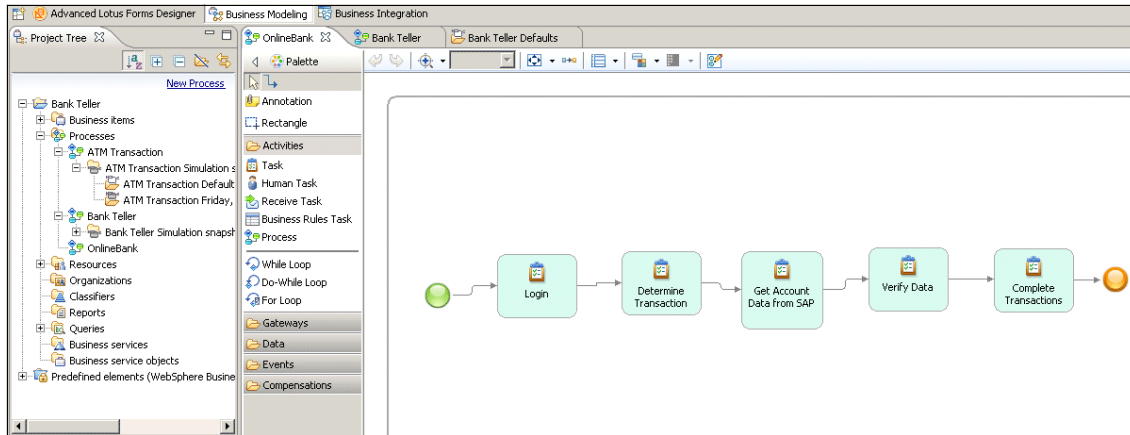 Advanced Lotus Forms Designer Business Modeling Business Integration
Project Tree
New Process
Bank Teller
Business items
Processes
ATM Transaction
ATM Transaction Simulation s
ATM Transaction Default
ATM Transaction Friday,
Bank Teller
Bank Teller Simulation snapsh
OnlineBank
Resources
Organizations
Classifiers
Reports
Queries
Business services
Business service objects
Predefined elements (WebSphere Busine
OnlineBank Bank Teller Bank Teller Defaults
Palette
Annotation
Rectangle
Activities
Task
Human Task
Receive Task
Business Rules Task
Process
While Loop
Do-While Loop
For Loop
Gateways
Data
Events
Compensations
Login
Determine
Transaction
Get Account
Data from SAP
Verify Data
Complete
Transactions